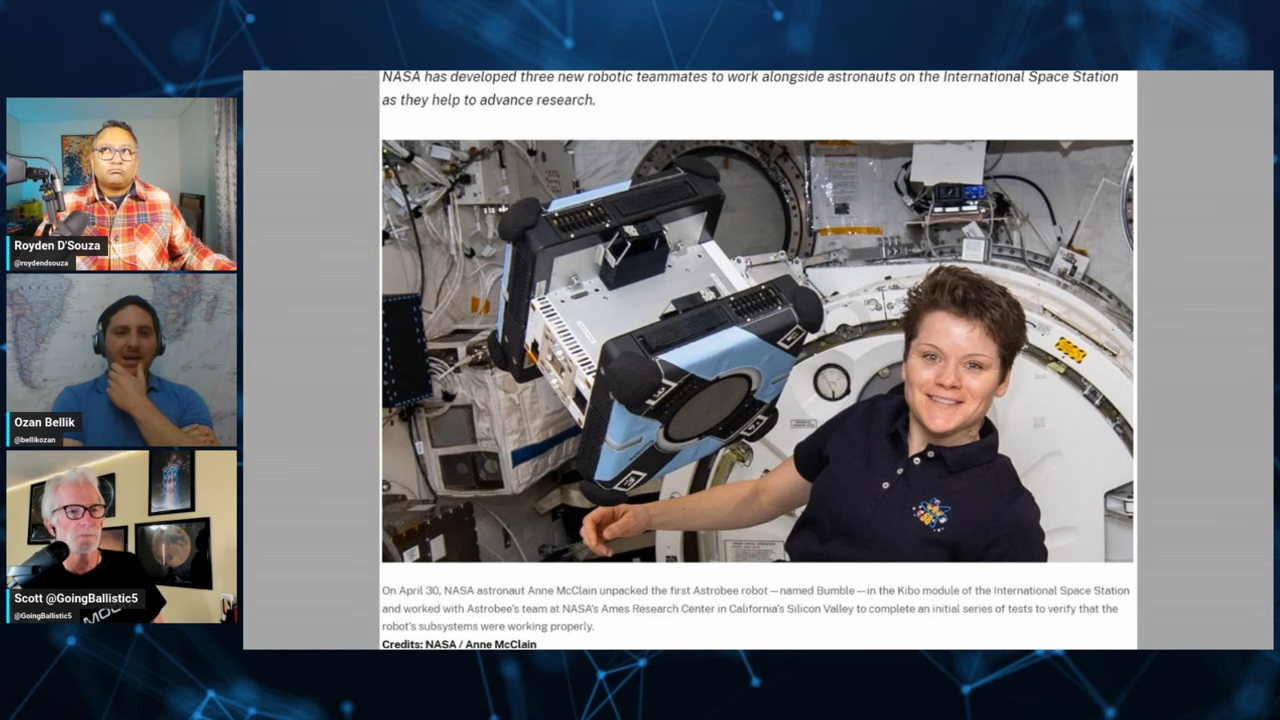 NASA has developed three new robotic teammates to work alongside astronauts on the International Space Station
as they help to advance research.
Royden D'Souza
@roydendsouza
Ozan Bellik
@bellikozan
Scott @GoingBallistic5
@GoingBallistic5
On April 30, NASA astronaut Anne McClain unpacked the first Astrobee robot — named Bumble — in the Kibo module of the International Space Station
and worked with Astrobee's team at NASA's Ames Research Center in California's Silicon Valley to complete an initial series of tests to verify that the
robot's subsystems were working properly.
Credits: NASA / Anne McClain